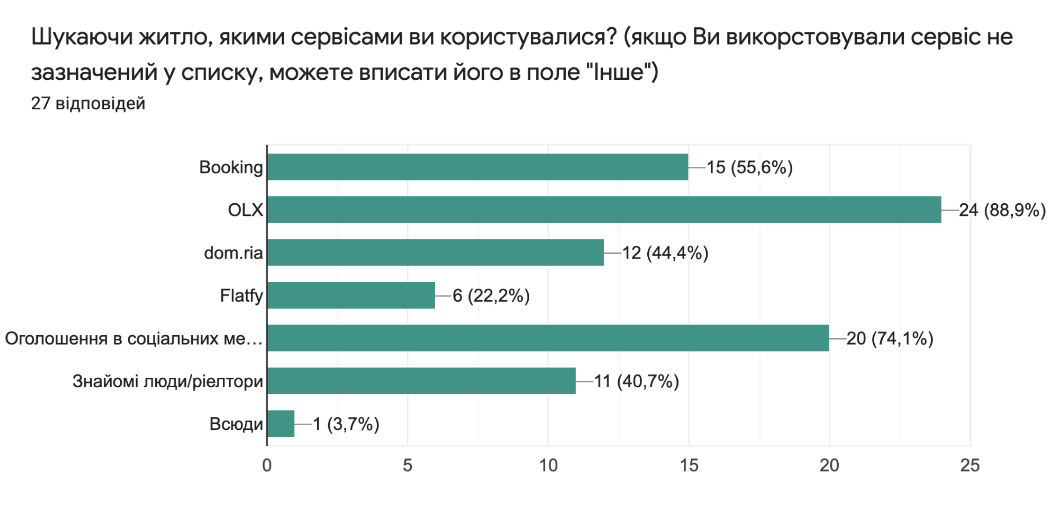 Шукаючи житло, якими сервісами ви користувалися? (якщо Ви викорстовували сервіс не
зазначений у списку, можете вписати його в поле "Інше")
27 відповідей
Booking 15 (55,6%)
OLX 24 (88,9%)
dom.ria 12 (44,4%)
Flatfy 6 (22,2%)
Оголошення в соціальних ме… 20 (74,1%)
Знайомі люди/ріелтори 11 (40,7%)
Всюди 1 (3,7%)
0 5 10 15 20 25